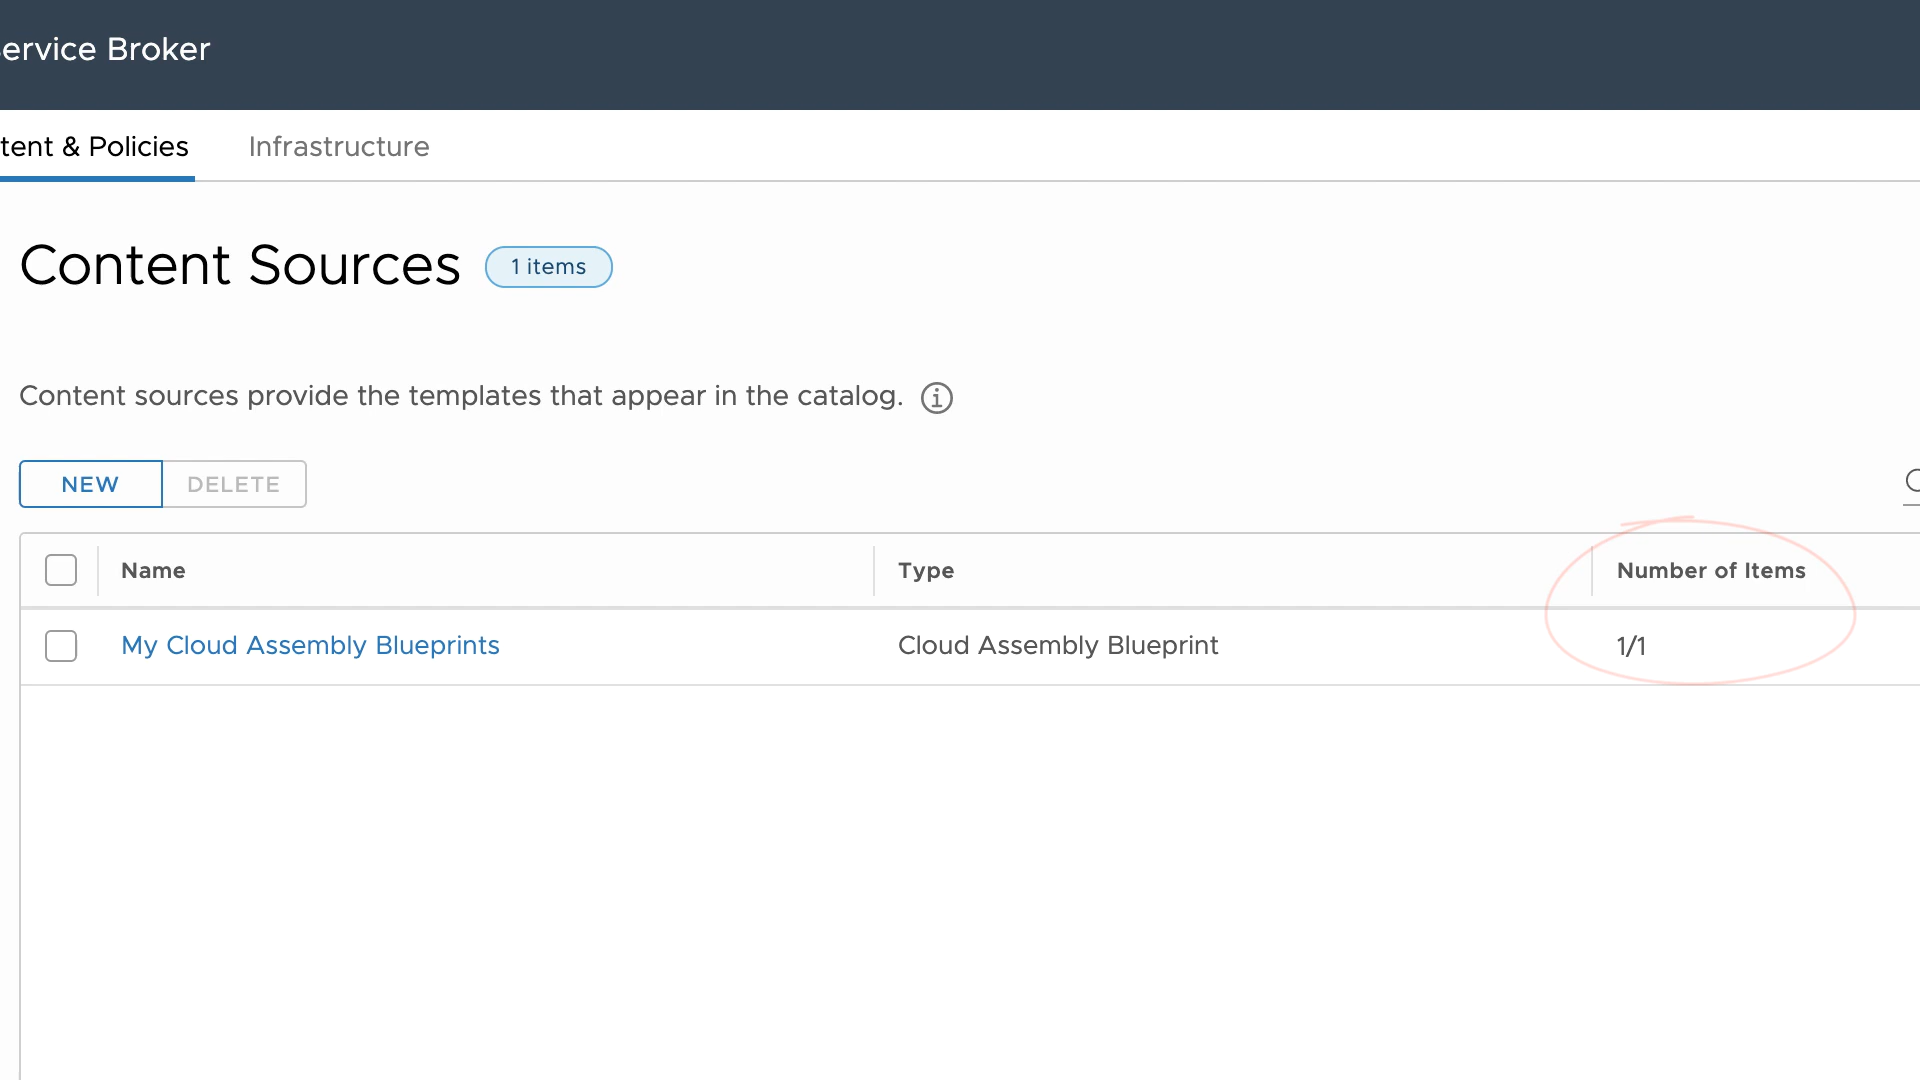 ervice Broker
tent & Policies Infrastructure
Content Sources 1 items
Content sources provide the templates that appear in the catalog.
NEW DELETE
Name Type Number of Items
My Cloud Assembly Blueprints Cloud Assembly Blueprint 1/1